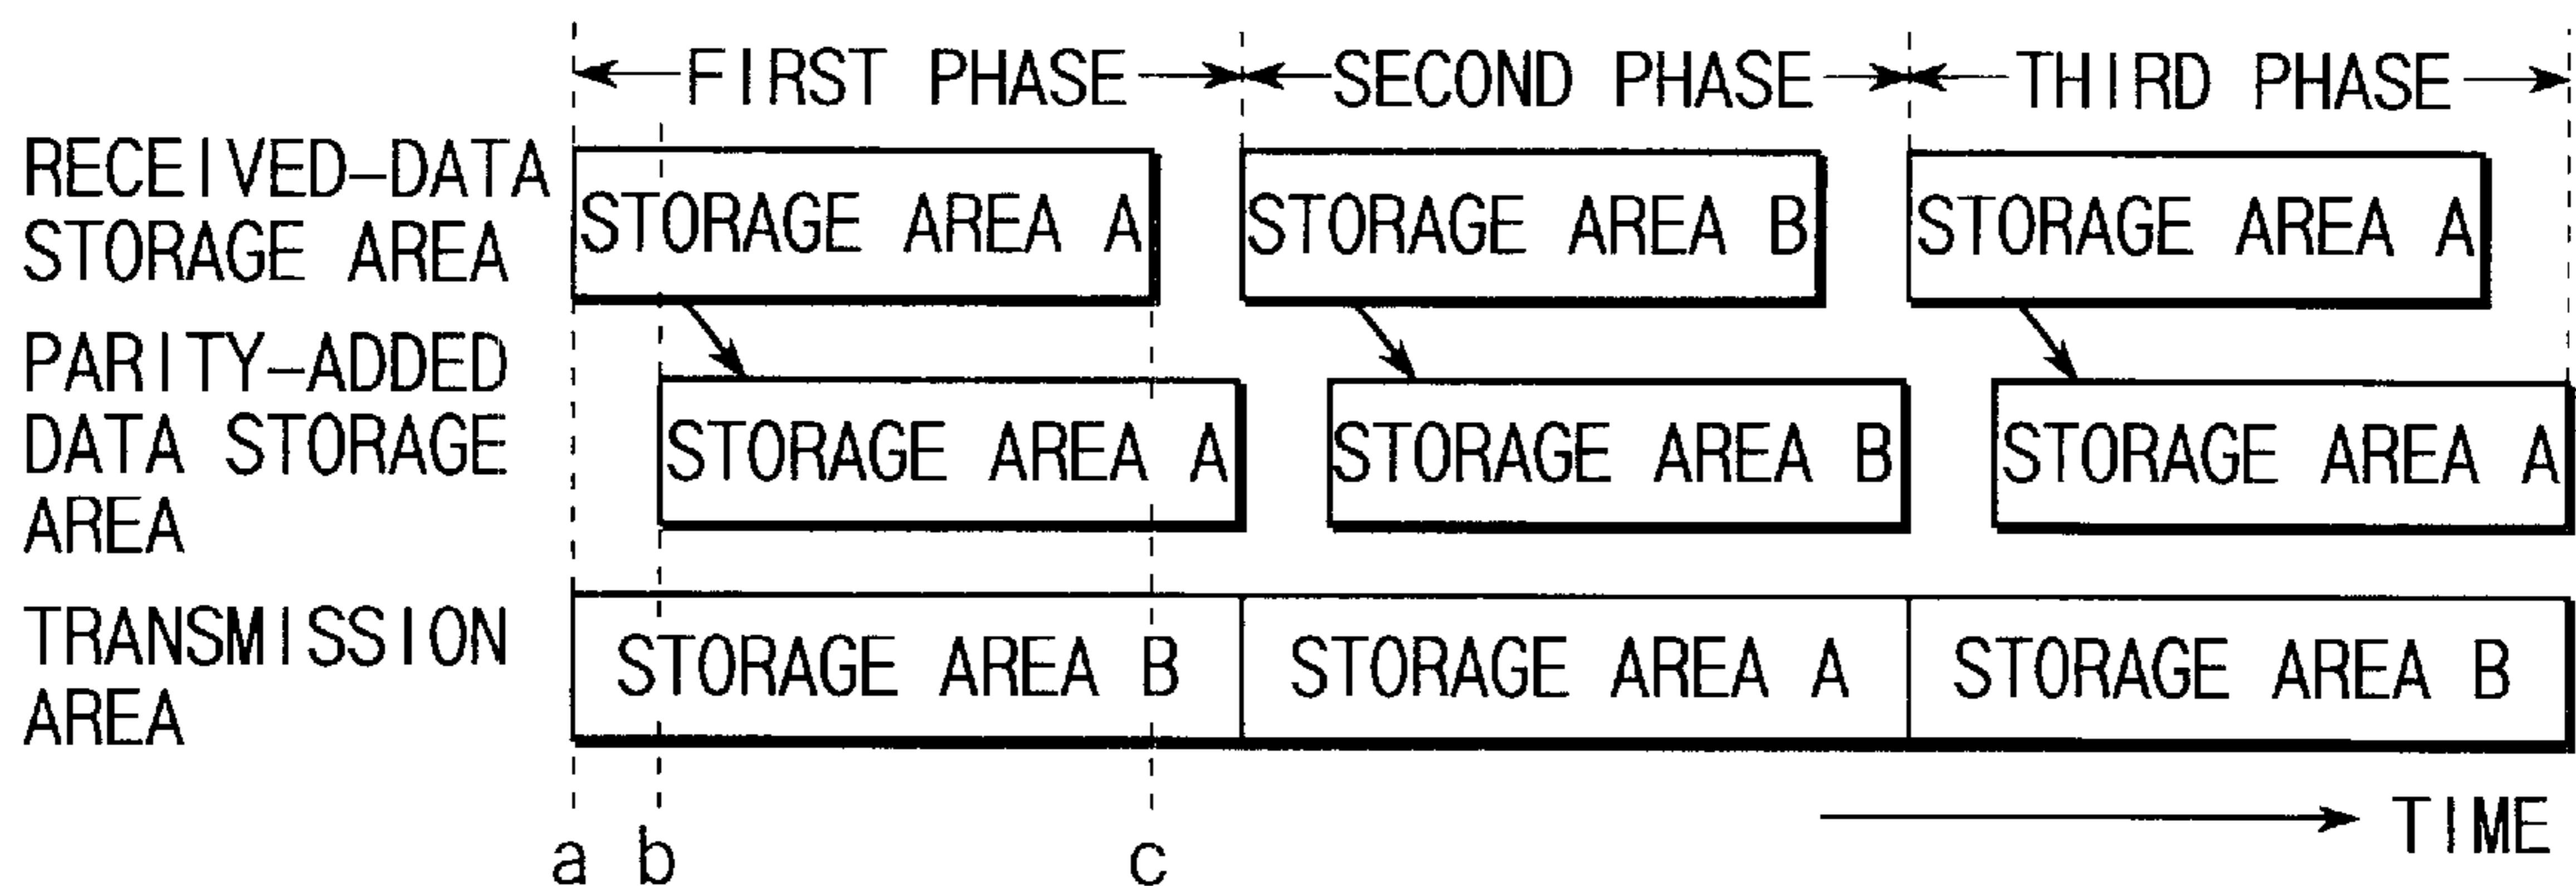 FIRST PHASE SECOND PHASE THIRD PHASE
RECEIVED-DATA
STORAGE AREA
STORAGE AREA A STORAGE AREA B STORAGE AREA A
PARITY-ADDED
DATA STORAGE
AREA
STORAGE AREA A STORAGE AREA B STORAGE AREA A
TRANSMISSION
AREA
STORAGE AREA B STORAGE AREA A STORAGE AREA B
TIME
a b c